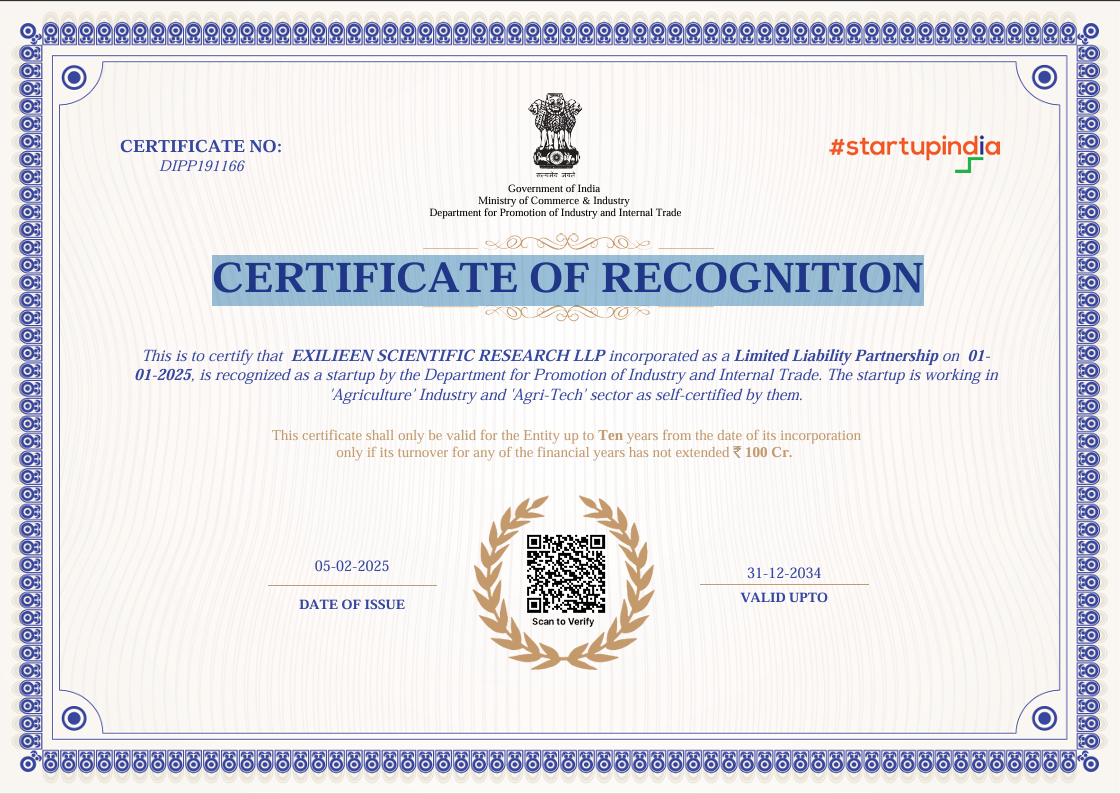 CERTIFICATE NO:
DIPP191166
#startupindia
सत्यमेव जयते
Government of India
Ministry of Commerce & Industry
Department for Promotion of Industry and Internal Trade
CERTIFICATE OF RECOGNITION
This is to certify that EXILIEEN SCIENTIFIC RESEARCH LLP incorporated as a Limited Liability Partnership on 01-
01-2025, is recognized as a startup by the Department for Promotion of Industry and Internal Trade. The startup is working in
'Agriculture' Industry and 'Agri-Tech' sector as self-certified by them.
This certificate shall only be valid for the Entity up to Ten years from the date of its incorporation
only if its turnover for any of the financial years has not extended ₹ 100 Cr.
05-02-2025
DATE OF ISSUE
Scan to Verify
31-12-2034
VALID UPTO